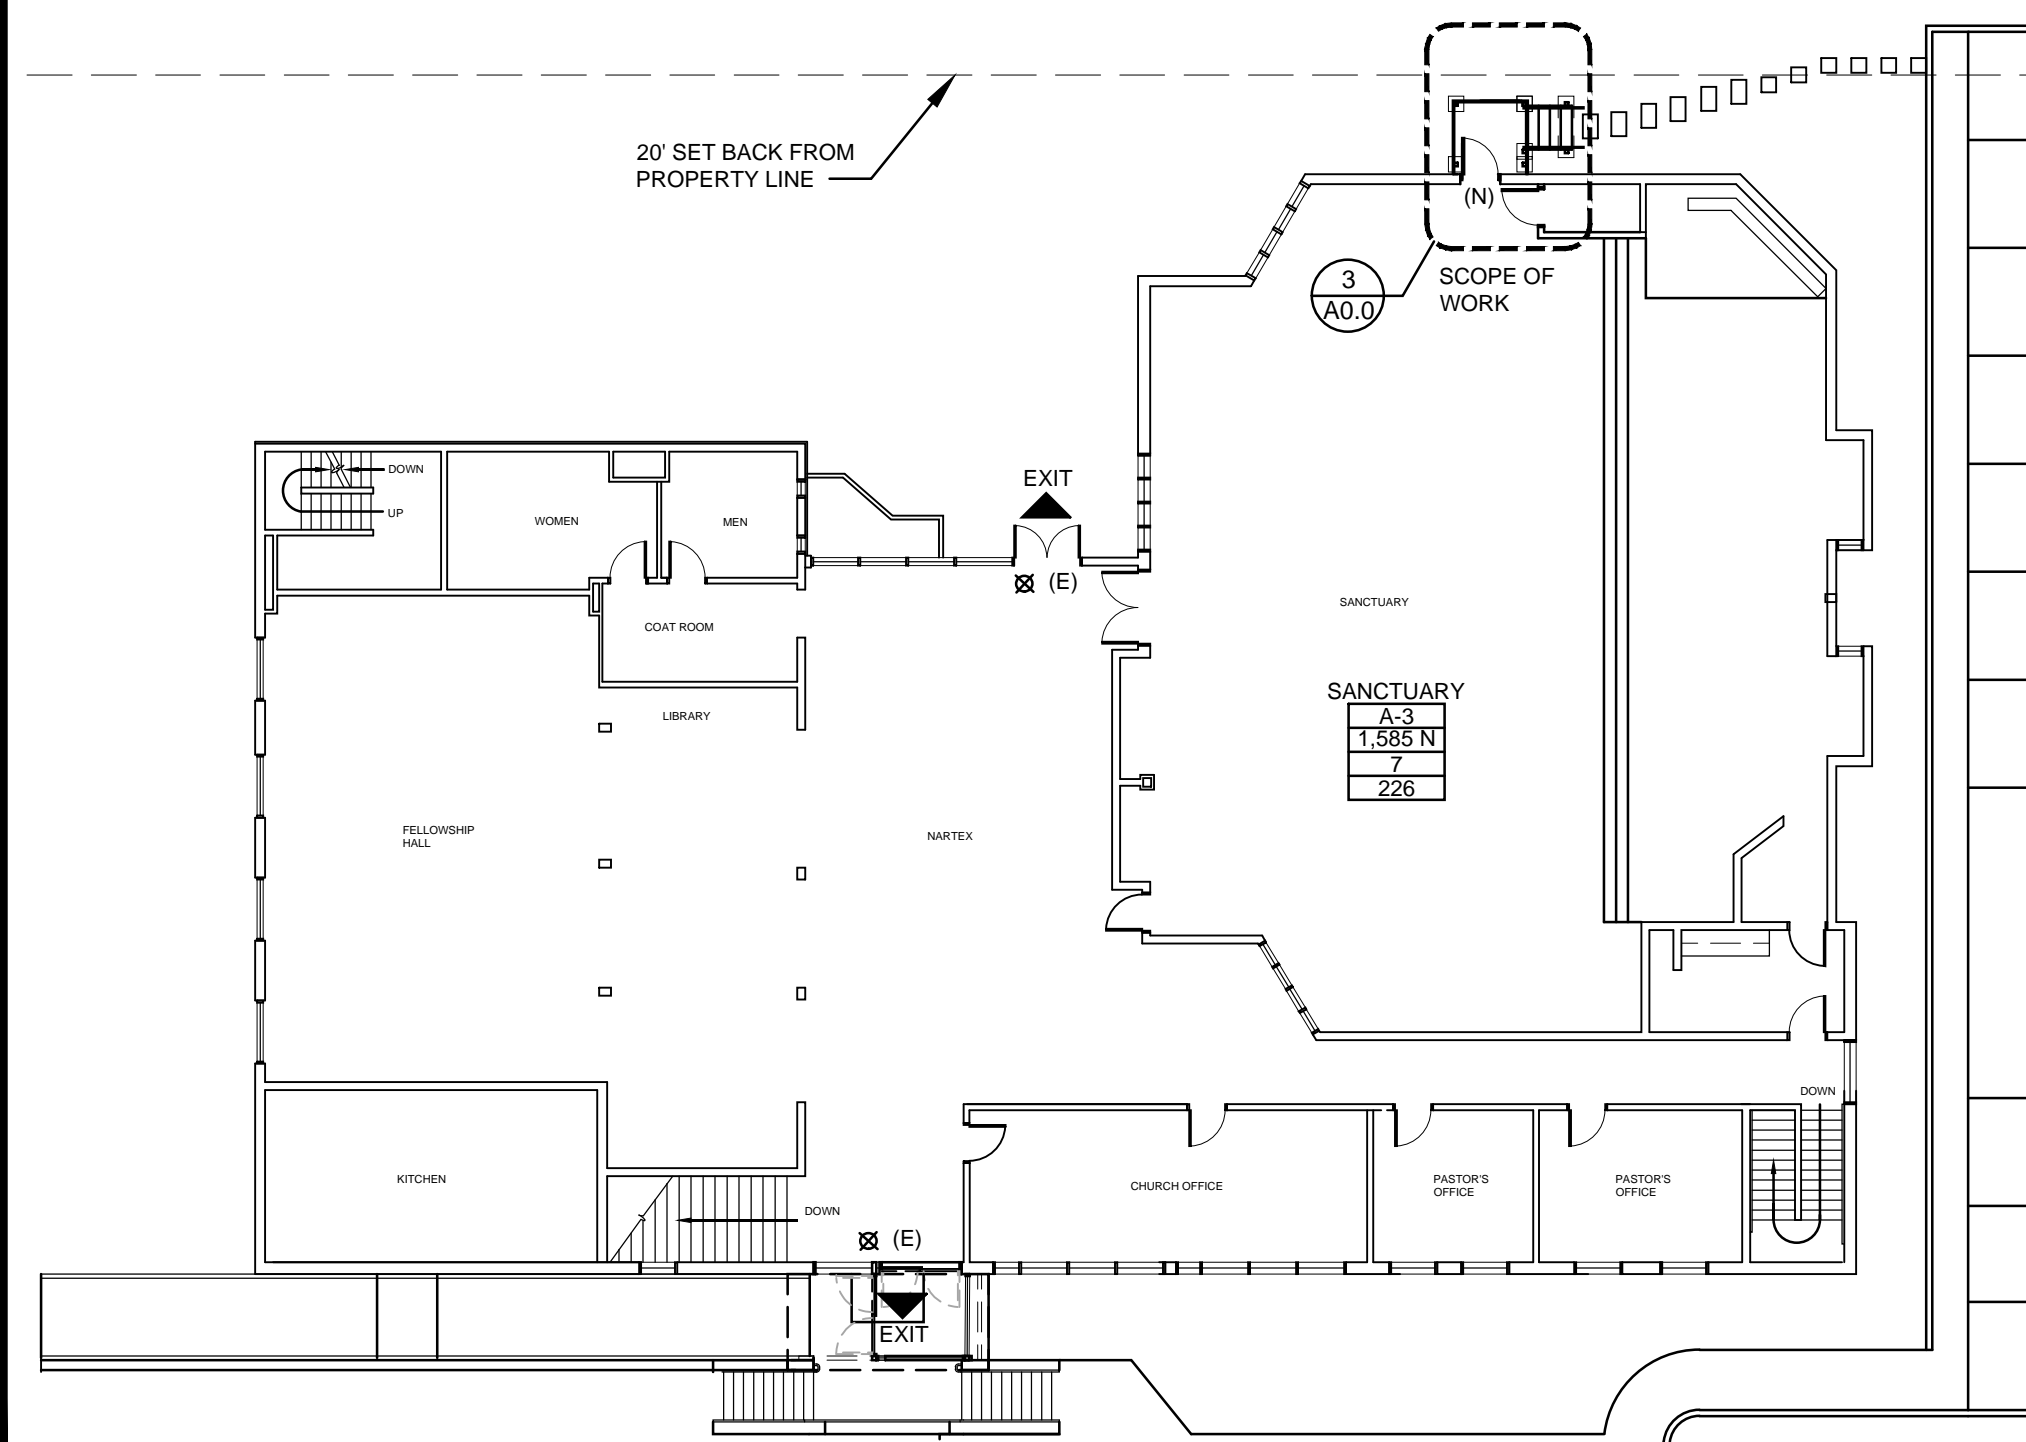 20' SET BACK FROM
PROPERTY LINE
(N)
3
A0.0
SCOPE OF
WORK
DOWN
UP
WOMEN
MEN
EXIT
(E)
COAT ROOM
SANCTUARY
LIBRARY
SANCTUARY
A-3
1,585 N
7
226
FELLOWSHIP
HALL
NARTEX
DOWN
KITCHEN
CHURCH OFFICE
PASTOR'S
OFFICE
PASTOR'S
OFFICE
DOWN
(E)
EXIT